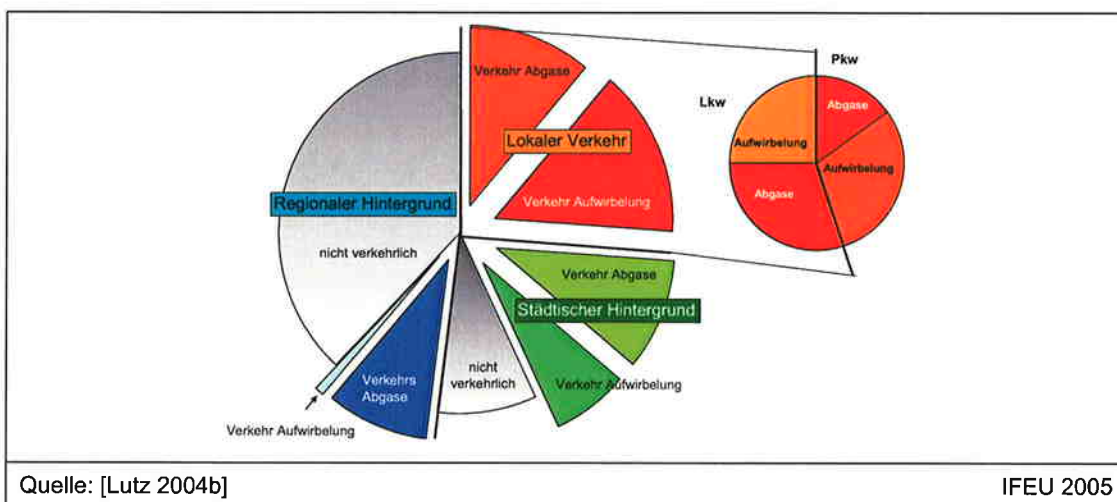 Pkw
Verkehr Abgase
Lkw
Abgase
Lokaler Verkehr
Aufwirbelung
Aufwirbelung
Verkehr Aufwirbelung
Abgase
Regionaler Hintergrund
nicht verkehrlich
Verkehr Abgase
Städtischer Hintergrund
nicht
verkehrlich
Verkehrs
Abgase
Verkehr Aufwirbelung
Verkehr Aufwirbelung
Quelle: [Lutz 2004b]
IFEU 2005